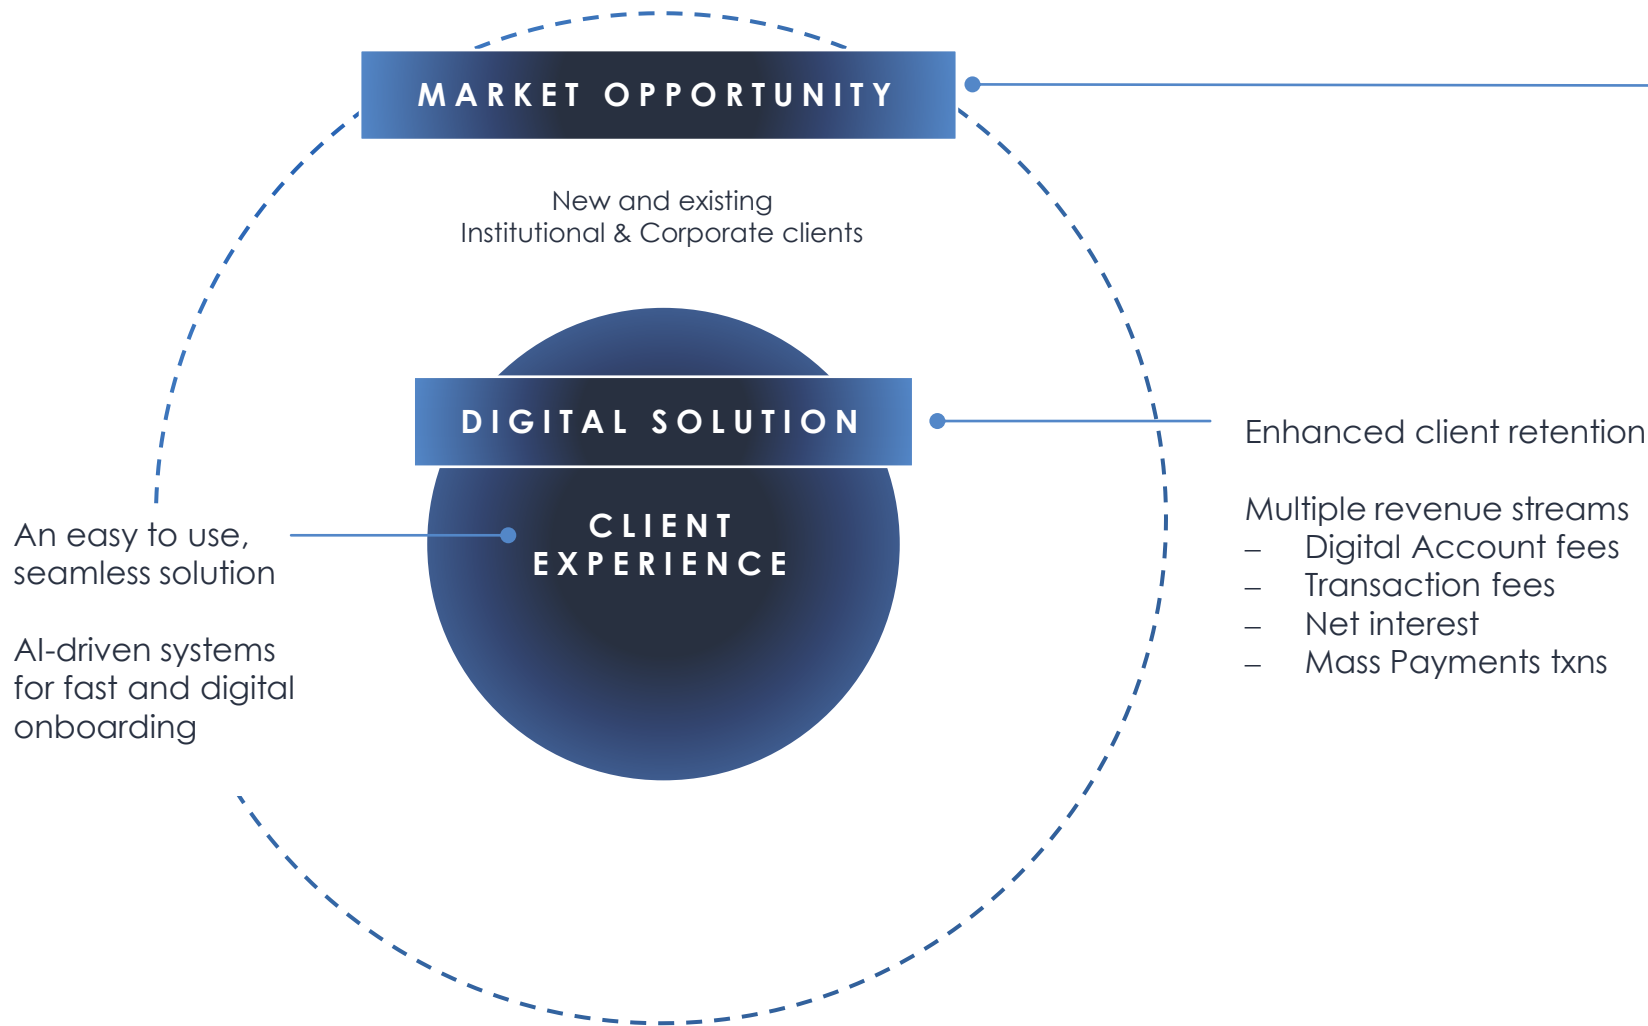 MARKET OPPORTUNITY
New and existing
Institutional & Corporate clients
DIGITAL SOLUTION
CLIENT
EXPERIENCE
An easy to use,
seamless solution
AI-driven systems
for fast and digital
onboarding
Enhanced client retention
Multiple revenue streams
– Digital Account fees
– Transaction fees
– Net interest
– Mass Payments txns